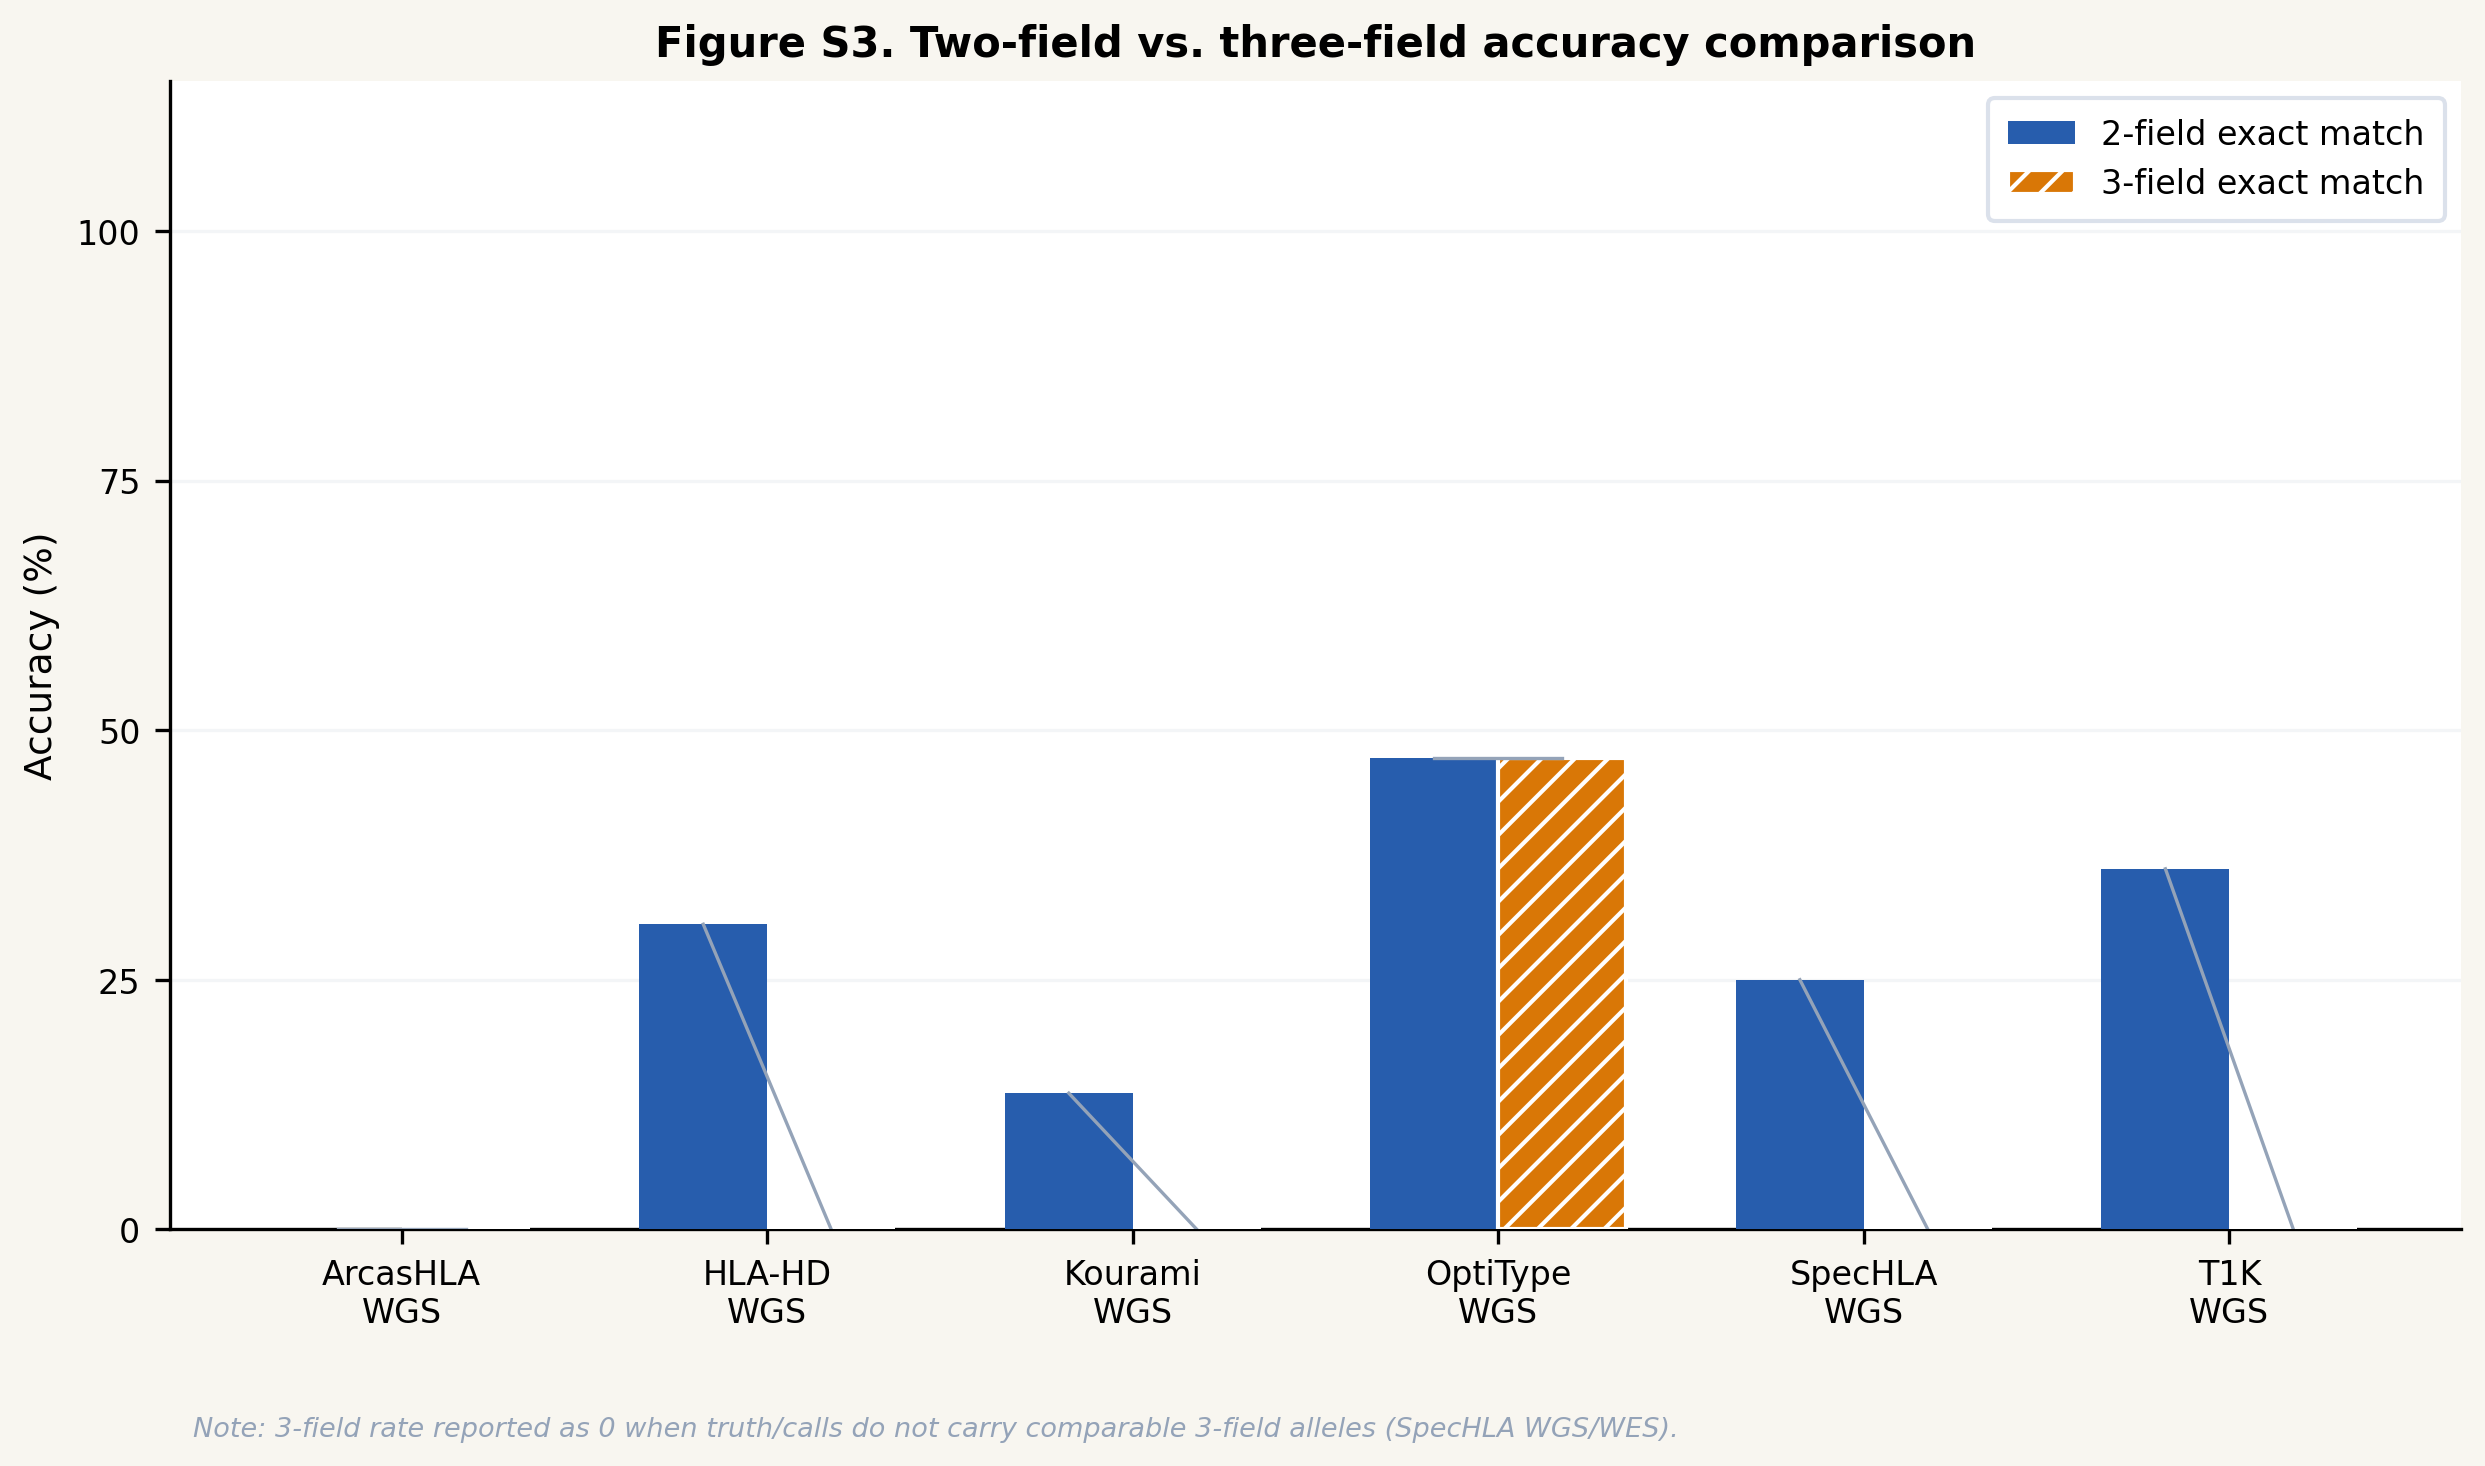 Figure S3. Two-field vs. three-field accuracy comparison
2-field exact match
3-field exact match
Accuracy (%)
100
75
50
25
0
ArcasHLA
WGS
HLA-HD
WGS
Kourami
WGS
OptiType
WGS
SpecHLA
WGS
T1K
WGS
Note: 3-field rate reported as 0 when truth/calls do not carry comparable 3-field alleles (SpecHLA WGS/WES).